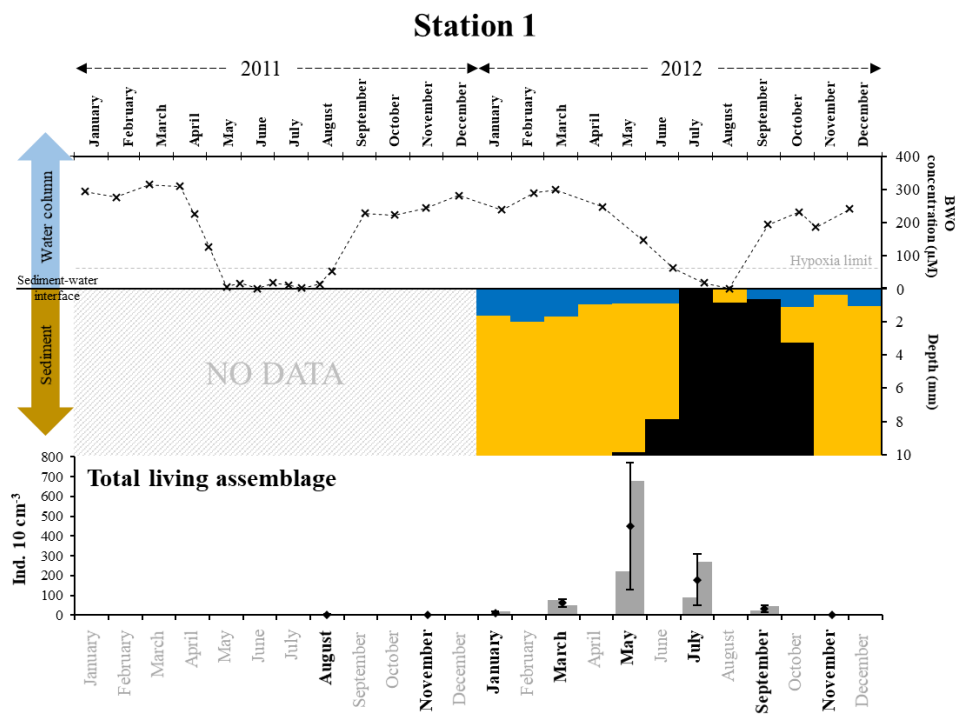 Station 1
2011
2012
January
February
March
April
May
June
July
August
September
October
November
December
January
February
March
April
May
June
July
August
September
October
November
December
Water column
Sediment-water
interface
Sediment
400
300
200
100
0
BWO
concentration (µM)
Hypoxia limit
NO DATA
2
4
6
8
10
Depth (mm)
Total living assemblage
Ind. 10 cm⁻³
800
700
600
500
400
300
200
100
0
January
February
March
April
May
June
July
August
September
October
November
December
January
February
March
April
May
June
July
August
September
October
November
December